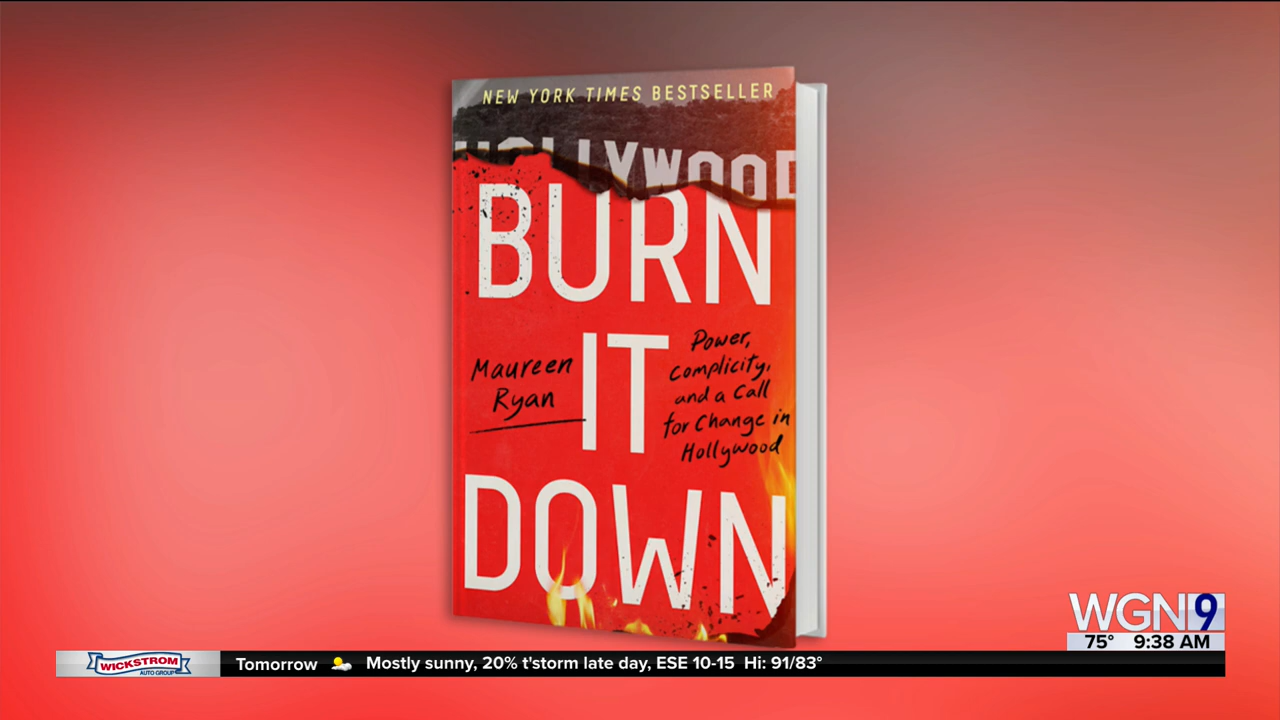 NEW YORK TIMES BESTSELLER
HOLLYWOOD
BURN
IT
DOWN
Maureen
Ryan
Power,
Complicity,
and a Call
for Change in
Hollywood
WGN9
75° 9:38 AM
WICKSTROM
AUTO GROUP
Tomorrow Mostly sunny, 20% t'storm late day, ESE 10-15 Hi: 91/83°